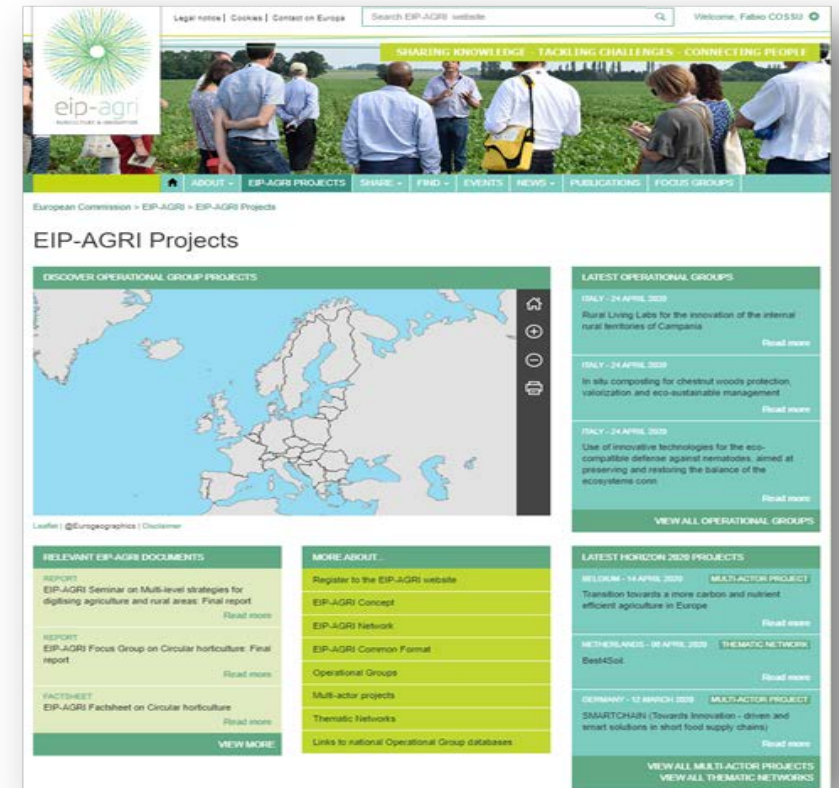 Legal notice | Cookies | Contact on Europa
Search EIP-AGRI website
Welcome, Fabio COSSU
SHARING KNOWLEDGE - TACKLING CHALLENGES - CONNECTING PEOPLE
eip-agri
AGRICULTURE & INNOVATION
ABOUT
EIP-AGRI PROJECTS
SHARE
FIND
EVENTS
NEWS
PUBLICATIONS
FOCUS GROUPS
European Commission > EIP-AGRI > EIP-AGRI Projects
EIP-AGRI Projects
DISCOVER OPERATIONAL GROUP PROJECTS
Leaflet | @Eurogeographics | Disclaimer
LATEST OPERATIONAL GROUPS
ITALY - 24 APRIL 2020
Rural Living Labs for the innovation of the internal
rural territories of Campania
Read more
ITALY - 24 APRIL 2020
In situ composting for chestnut woods protection,
valorization and eco-sustainable management
Read more
ITALY - 24 APRIL 2020
Use of innovative technologies for the eco-
compatible defense against nematodes, aimed at
preserving and restoring the balance of the
ecosystems conn
Read more
VIEW ALL OPERATIONAL GROUPS
RELEVANT EIP-AGRI DOCUMENTS
REPORT
EIP-AGRI Seminar on Multi-level strategies for
digitising agriculture and rural areas: Final report
Read more
REPORT
EIP-AGRI Focus Group on Circular horticulture: Final
report
Read more
FACTSHEET
EIP-AGRI Factsheet on Circular horticulture
Read more
VIEW MORE
MORE ABOUT...
Register to the EIP-AGRI website
EIP-AGRI Concept
EIP-AGRI Network
EIP-AGRI Common Format
Operational Groups
Multi-actor projects
Thematic Networks
Links to national Operational Group databases
LATEST HORIZON 2020 PROJECTS
BELGIUM - 14 APRIL 2020 MULTI-ACTOR PROJECT
Transition towards a more carbon and nutrient
efficient agriculture in Europe
Read more
NETHERLANDS - 08 APRIL 2020 THEMATIC NETWORK
Best4Soil
Read more
GERMANY - 12 MARCH 2020 MULTI-ACTOR PROJECT
SMARTCHAIN (Towards Innovation - driven and
smart solutions in short food supply chains)
Read more
VIEW ALL MULTI-ACTOR PROJECTS
VIEW ALL THEMATIC NETWORKS